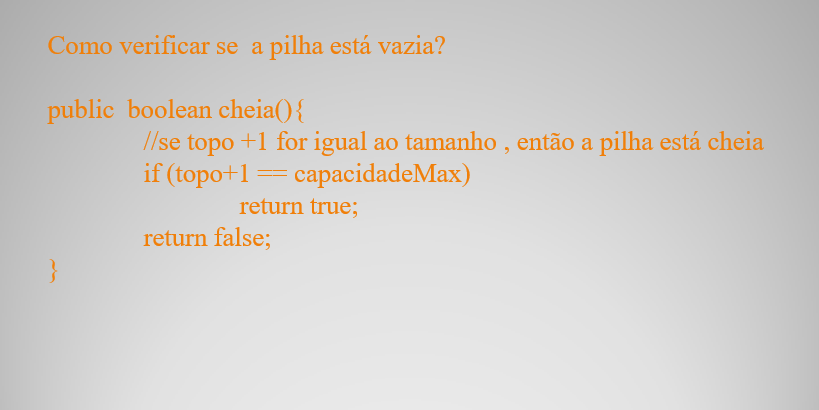 Como verificar se  a pilha está vazia?
public  boolean cheia(){
//se topo +1 for igual ao tamanho , então a pilha está cheia
if (topo+1 == capacidadeMax)
return true;
return false;
}